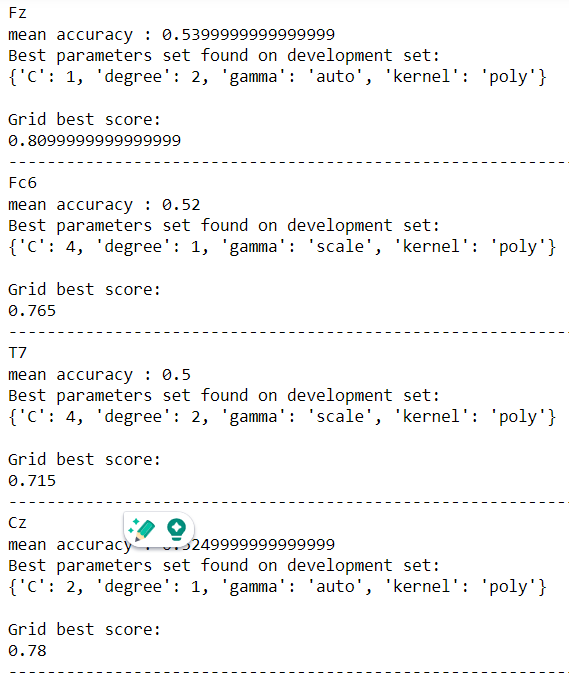 Fz
mean accuracy : 0.5399999999999999
Best parameters set found on development set:
{'C': 1, 'degree': 2, 'gamma': 'auto', 'kernel': 'poly'}
Grid best score:
0.8099999999999999
-----------------------------------------------------------
Fc6
mean accuracy : 0.52
Best parameters set found on development set:
{'C': 4, 'degree': 1, 'gamma': 'scale', 'kernel': 'poly'}
Grid best score:
0.765
-----------------------------------------------------------
T7
mean accuracy : 0.5
Best parameters set found on development set:
{'C': 4, 'degree': 2, 'gamma': 'scale', 'kernel': 'poly'}
Grid best score:
0.715
-----------------------------------------------------------
Cz
mean accuracy : 0.5249999999999999
Best parameters set found on development set:
{'C': 2, 'degree': 1, 'gamma': 'auto', 'kernel': 'poly'}
Grid best score:
0.78
-----------------------------------------------------------